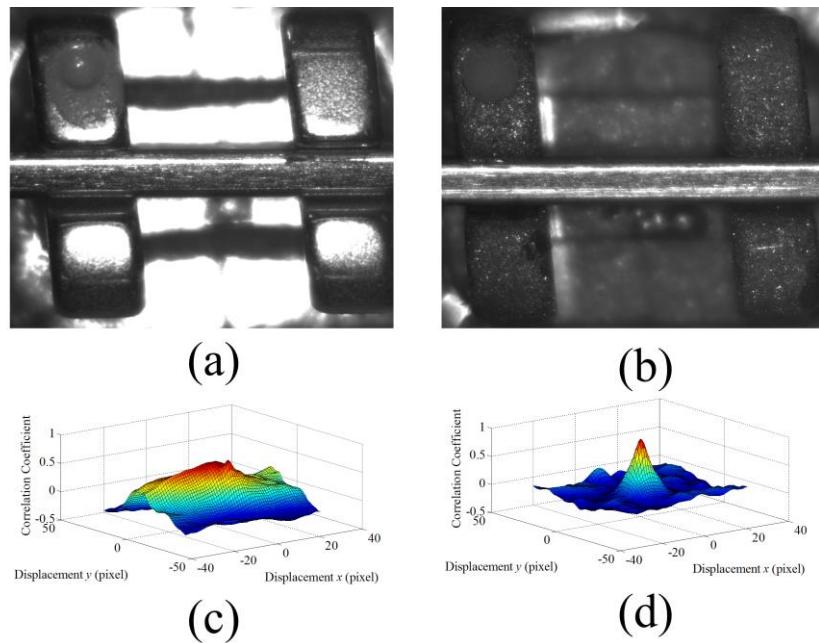 (a)
(b)
1
0.5
0
-0.5
50
0
-50
-40
-20
0
20
40
Correlation Coefficient
Displacement y (pixel)
Displacement x (pixel)
(c)
1
0.5
0
-0.5
50
0
-50
-40
-20
0
20
40
Correlation Coefficient
Displacement y (pixel)
Displacement x (pixel)
(d)